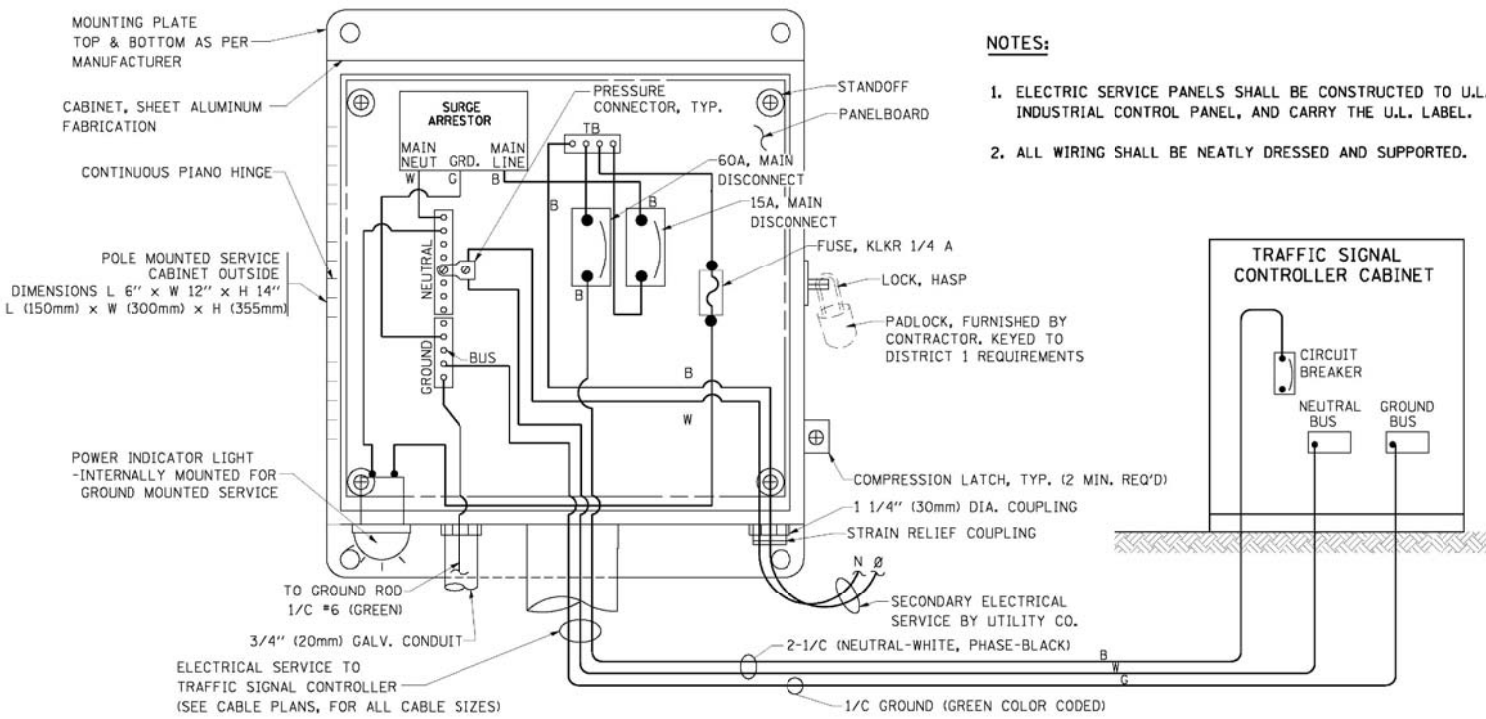 MOUNTING PLATE
TOP & BOTTOM AS PER
MANUFACTURER
CABINET, SHEET ALUMINUM
FABRICATION
CONTINUOUS PIANO HINGE
POLE MOUNTED SERVICE
CABINET OUTSIDE
DIMENSIONS L 6" x W 12" x H 14"
L (150mm) x W (300mm) x H (355mm)
POWER INDICATOR LIGHT
-INTERNALLY MOUNTED FOR
GROUND MOUNTED SERVICE
SURGE
ARRESTOR
MAIN
NEUT
GRD.
MAIN
LINE
W
G
B
PRESSURE
CONNECTOR, TYP.
TB
STANDOFF
PANELBOARD
60A, MAIN
DISCONNECT
15A, MAIN
DISCONNECT
B
B
B
B
NEUTRAL
GROUND
BUS
FUSE, KLKR 1/4 A
LOCK, HASP
PADLOCK, FURNISHED BY
CONTRACTOR. KEYED TO
DISTRICT 1 REQUIREMENTS
B
W
COMPRESSION LATCH, TYP. (2 MIN. REQ'D)
1 1/4" (30mm) DIA. COUPLING
STRAIN RELIEF COUPLING
N Ø
SECONDARY ELECTRICAL
SERVICE BY UTILITY CO.
TO GROUND ROD
1/C #6 (GREEN)
3/4" (20mm) GALV. CONDUIT
ELECTRICAL SERVICE TO
TRAFFIC SIGNAL CONTROLLER
(SEE CABLE PLANS, FOR ALL CABLE SIZES)
2-1/C (NEUTRAL-WHITE, PHASE-BLACK)
B
W
G
1/C GROUND (GREEN COLOR CODED)
NOTES:
1. ELECTRIC SERVICE PANELS SHALL BE CONSTRUCTED TO U.L.
INDUSTRIAL CONTROL PANEL, AND CARRY THE U.L. LABEL.
2. ALL WIRING SHALL BE NEATLY DRESSED AND SUPPORTED.
TRAFFIC SIGNAL
CONTROLLER CABINET
CIRCUIT
BREAKER
NEUTRAL
BUS
GROUND
BUS